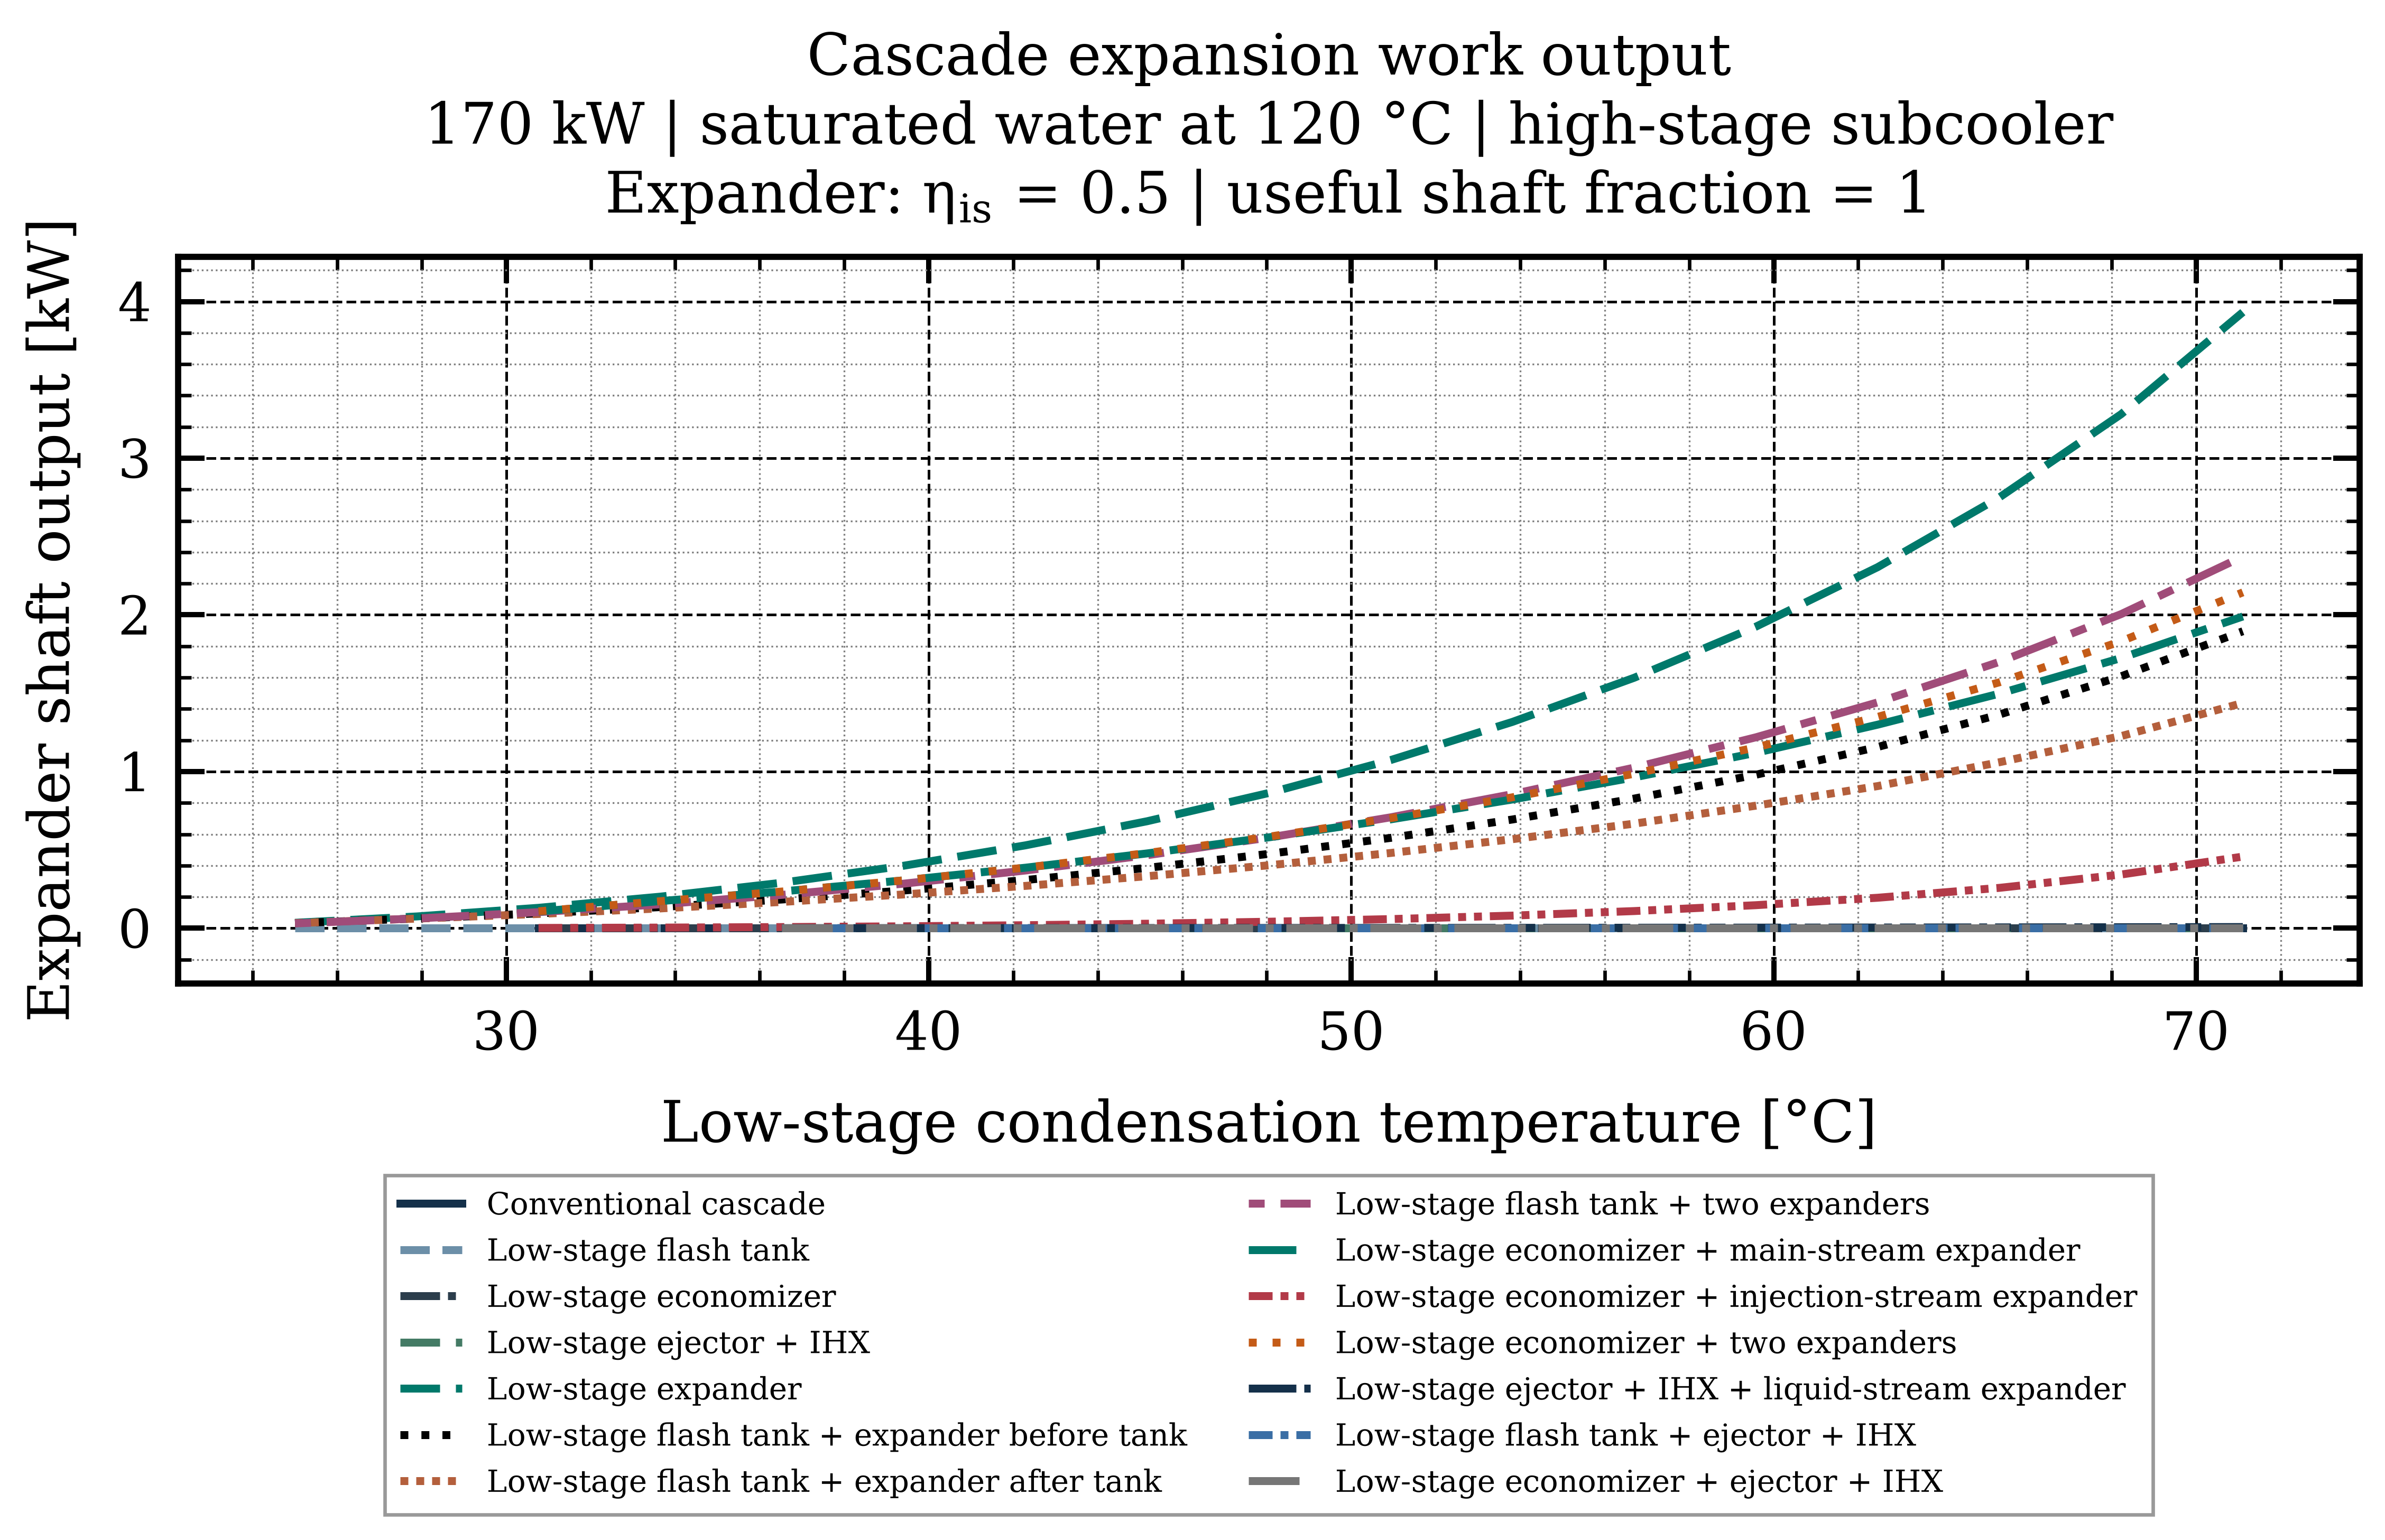 Cascade expansion work output
170 kW | saturated water at 120 °C | high-stage subcooler
Expander: ηis = 0.5 | useful shaft fraction = 1
Expander shaft output [kW]
4
3
2
1
0
30
40
50
60
70
Low-stage condensation temperature [°C]
Conventional cascade
Low-stage flash tank
Low-stage economizer
Low-stage ejector + IHX
Low-stage expander
Low-stage flash tank + expander before tank
Low-stage flash tank + expander after tank
Low-stage flash tank + two expanders
Low-stage economizer + main-stream expander
Low-stage economizer + injection-stream expander
Low-stage economizer + two expanders
Low-stage ejector + IHX + liquid-stream expander
Low-stage flash tank + ejector + IHX
Low-stage economizer + ejector + IHX